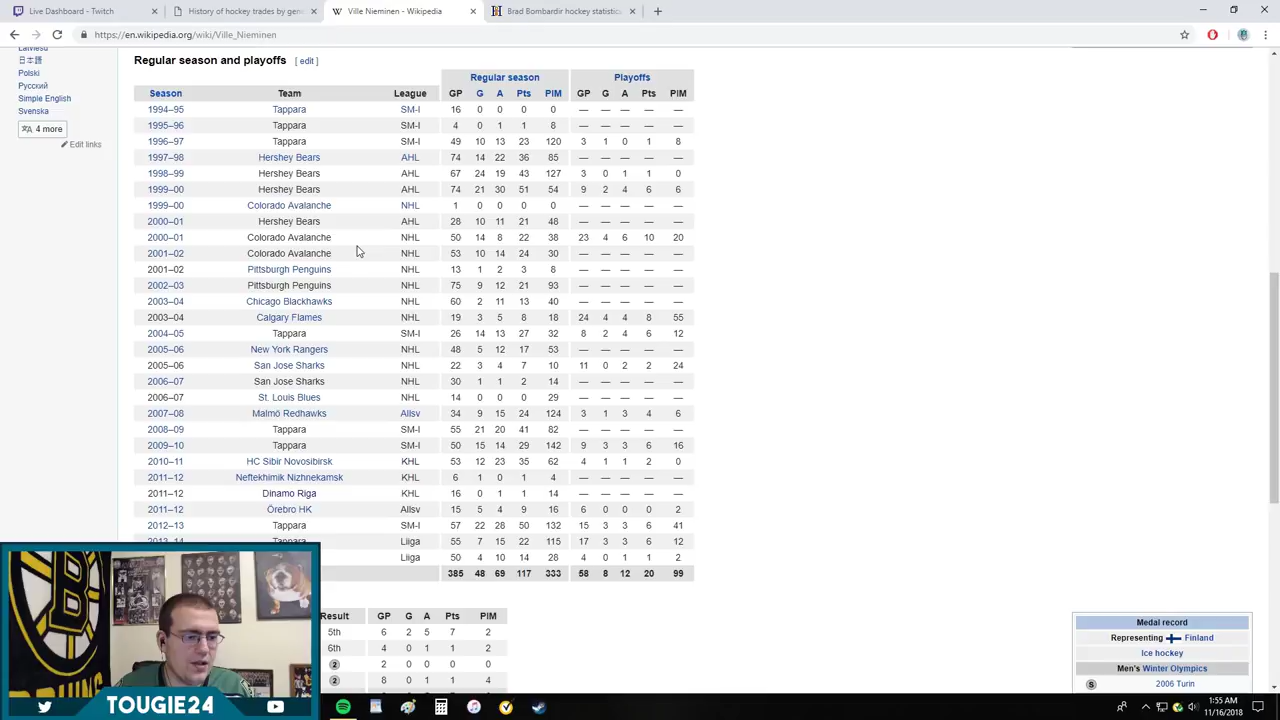 Live Dashboard - Twitch
History of hockey trades by gene
Ville Nieminen - Wikipedia
Brad Bombardir hockey statistica
https://en.wikipedia.org/wiki/Ville_Nieminen
Latviešu
日本語
Polski
Русский
Simple English
Svenska
4 more
Edit links
Regular season and playoffs [ edit ]
Regular season Playoffs
Season Team League GP G A Pts PIM GP G A Pts PIM
1994–95 Tappara SM-l 16 0 0 0 0 — — — — —
1995–96 Tappara SM-l 4 0 1 1 8 — — — — —
1996–97 Tappara SM-l 49 10 13 23 120 3 1 0 1 8
1997–98 Hershey Bears AHL 74 14 22 36 85 — — — — —
1998–99 Hershey Bears AHL 67 24 19 43 127 3 0 1 1 0
1999–00 Hershey Bears AHL 74 21 30 51 54 9 2 4 6 6
1999–00 Colorado Avalanche NHL 1 0 0 0 0 — — — — —
2000–01 Hershey Bears AHL 28 10 11 21 48 — — — — —
2000–01 Colorado Avalanche NHL 50 14 8 22 38 23 4 6 10 20
2001–02 Colorado Avalanche NHL 53 10 14 24 30 — — — — —
2001–02 Pittsburgh Penguins NHL 13 1 2 3 8 — — — — —
2002–03 Pittsburgh Penguins NHL 75 9 12 21 93 — — — — —
2003–04 Chicago Blackhawks NHL 60 2 11 13 40 — — — — —
2003–04 Calgary Flames NHL 19 3 5 8 18 24 4 4 8 55
2004–05 Tappara SM-l 26 14 13 27 32 8 2 4 6 12
2005–06 New York Rangers NHL 48 5 12 17 53 — — — — —
2005–06 San Jose Sharks NHL 22 3 4 7 10 11 0 2 2 24
2006–07 San Jose Sharks NHL 30 1 1 2 14 — — — — —
2006–07 St. Louis Blues NHL 14 0 0 0 29 — — — — —
2007–08 Malmö Redhawks Allsv 34 9 15 24 124 3 1 3 4 6
2008–09 Tappara SM-l 55 21 20 41 82 — — — — —
2009–10 Tappara SM-l 50 15 14 29 142 9 3 3 6 16
2010–11 HC Sibir Novosibirsk KHL 53 12 23 35 62 4 1 1 2 0
2011–12 Neftekhimik Nizhnekamsk KHL 6 1 0 1 4 — — — — —
2011–12 Dinamo Riga KHL 16 0 1 1 14 — — — — —
2011–12 Örebro HK Allsv 15 5 4 9 16 6 0 0 0 2
2012–13 Tappara SM-l 57 22 28 50 132 15 3 3 6 41
2013–14 Tappara Liiga 55 7 15 22 115 17 3 3 6 12
Liiga 50 4 10 14 28 4 0 1 1 2
385 48 69 117 333 58 8 12 20 99
Result GP G A Pts PIM
5th 6 2 5 7 2
6th 4 0 1 1 2
2 2 0 0 0 0
2 8 0 1 1 4
Medal record
Representing Finland
Ice hockey
Men's Winter Olympics
S 2006 Turin
B
BRUINS
TOUGIE24
1:55 AM
11/16/2018